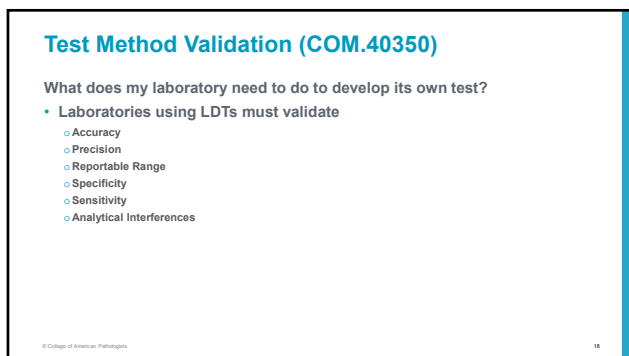 Test Method Validation (COM.40350)
What does my laboratory need to do to develop its own test?
• Laboratories using LDTs must validate
o Accuracy
o Precision
o Reportable Range
o Specificity
o Sensitivity
o Analytical Interferences
© College of American Pathologists
18